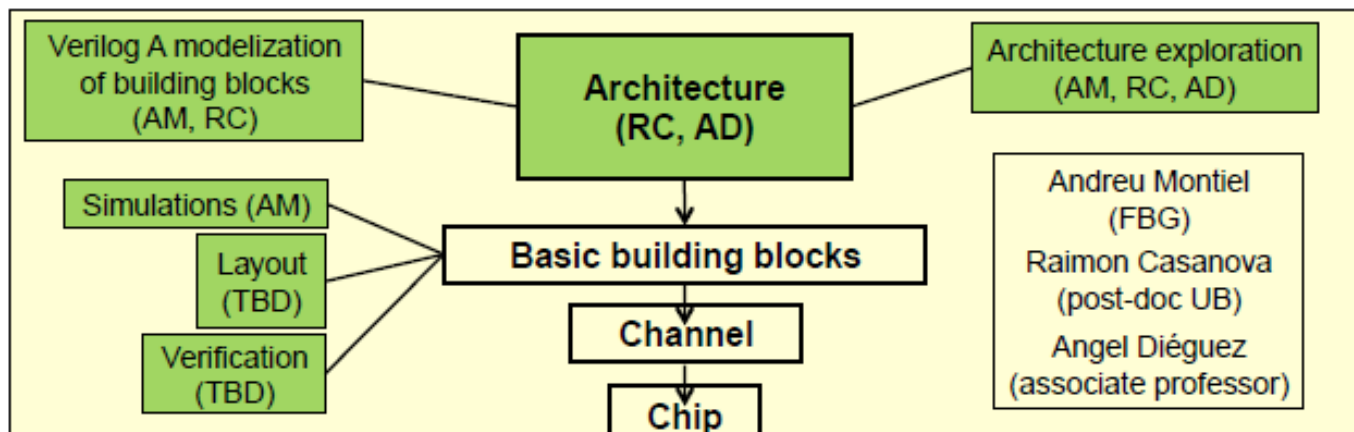 Verilog A modelization
of building blocks
(AM, RC)
Architecture
(RC, AD)
Architecture exploration
(AM, RC, AD)
Simulations (AM)
Layout
(TBD)
Verification
(TBD)
Basic building blocks
Channel
Chip
Andreu Montiel
(FBG)
Raimon Casanova
(post-doc UB)
Angel Diéguez
(associate professor)